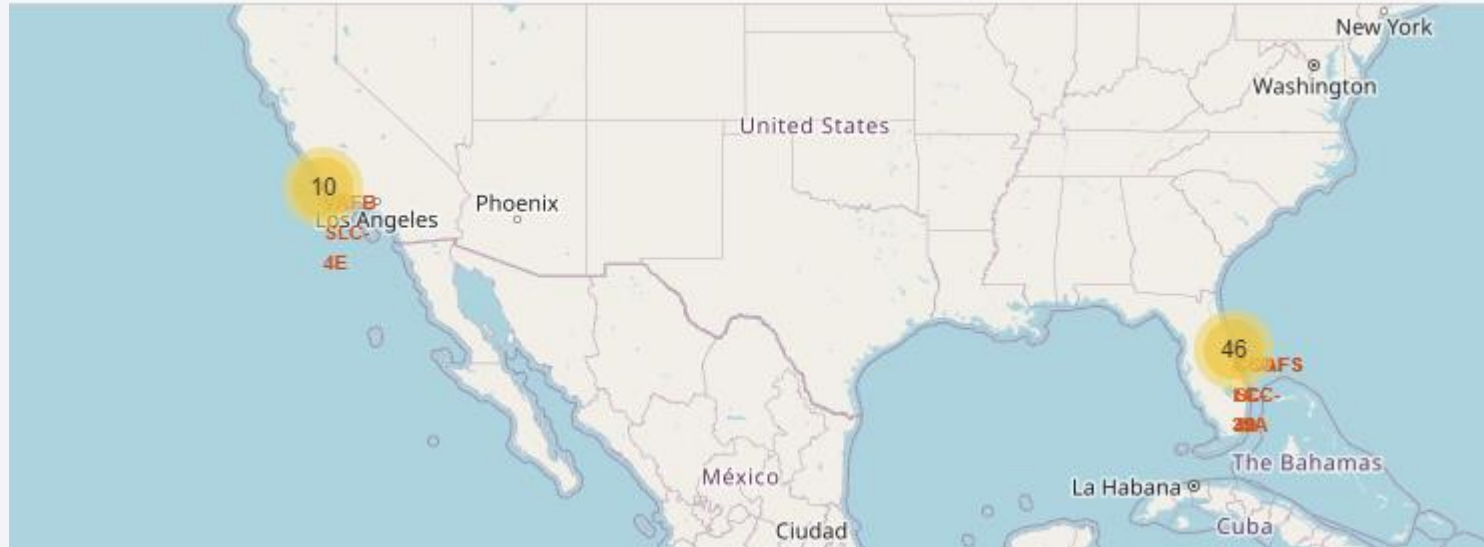 New York
Washington
United States
10
VAFB
Phoenix
Los Angeles
SLC-
4E
46
The Bahamas
México
La Habana
Cuba
Ciudad